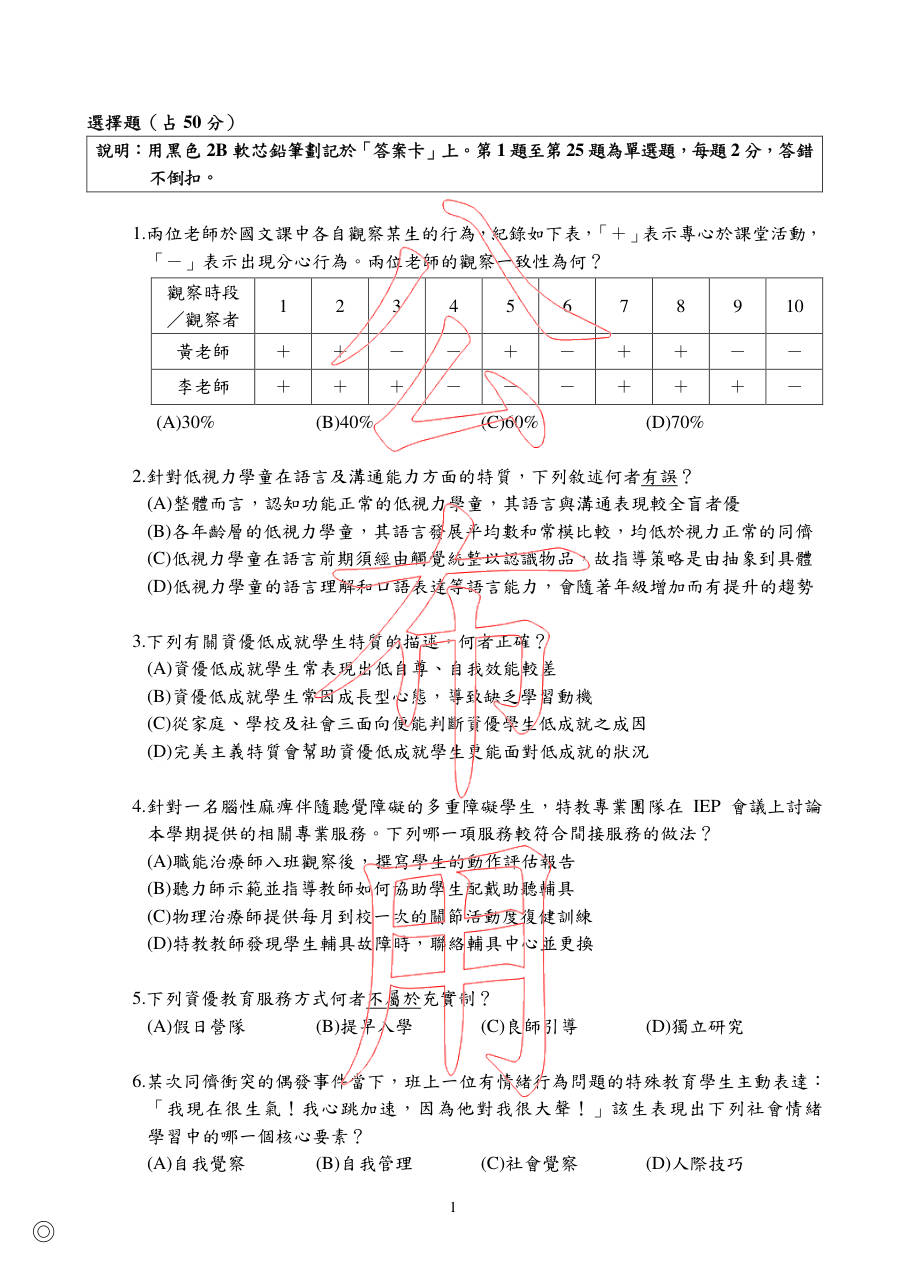 選擇題（占 50 分）
說明：用黑色 2B 軟芯鉛筆劃記於「答案卡」上。第 1 題至第 25 題為單選題，每題 2 分，答錯
不倒扣。
1.兩位老師於國文課中各自觀察某生的行為，紀錄如下表，「＋」表示專心於課堂活動，
「－」表示出現分心行為。兩位老師的觀察一致性為何？
觀察時段
／觀察者 1 2 3 4 5 6 7 8 9 10
黃老師 ＋ ＋ － － ＋ － ＋ ＋ － －
李老師 ＋ ＋ ＋ － － － ＋ ＋ ＋ －
(A)30% (B)40% (C)60% (D)70%
2.針對低視力學童在語言及溝通能力方面的特質，下列敘述何者有誤？
(A)整體而言，認知功能正常的低視力學童，其語言與溝通表現較全盲者優
(B)各年齡層的低視力學童，其語言發展平均數和常模比較，均低於視力正常的同儕
(C)低視力學童在語言前期須經由觸覺統整以認識物品，故指導策略是由抽象到具體
(D)低視力學童的語言理解和口語表達等語言能力，會隨著年級增加而有提升的趨勢
3.下列有關資優低成就學生特質的描述，何者正確？
(A)資優低成就學生常表現出低自尊、自我效能較差
(B)資優低成就學生常因成長型心態，導致缺乏學習動機
(C)從家庭、學校及社會三面向便能判斷資優學生低成就之成因
(D)完美主義特質會幫助資優低成就學生更能面對低成就的狀況
4.針對一名腦性麻痺伴隨聽覺障礙的多重障礙學生，特教專業團隊在 IEP 會議上討論
本學期提供的相關專業服務。下列哪一項服務較符合間接服務的做法？
(A)職能治療師入班觀察後，撰寫學生的動作評估報告
(B)聽力師示範並指導教師如何協助學生配戴助聽輔具
(C)物理治療師提供每月到校一次的關節活動度復健訓練
(D)特教教師發現學生輔具故障時，聯絡輔具中心並更換
5.下列資優教育服務方式何者不屬於充實制？
(A)假日營隊 (B)提早入學 (C)良師引導 (D)獨立研究
6.某次同儕衝突的偶發事件當下，班上一位有情緒行為問題的特殊教育學生主動表達：
「我現在很生氣！我心跳加速，因為他對我很大聲！」該生表現出下列社會情緒
學習中的哪一個核心要素？
(A)自我覺察 (B)自我管理 (C)社會覺察 (D)人際技巧
1
公布用